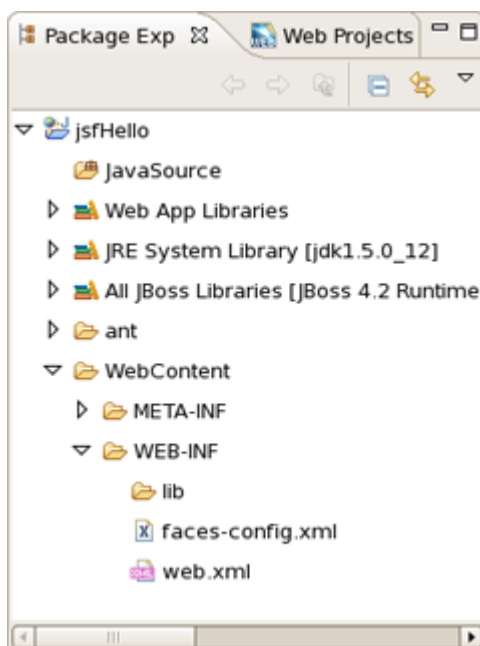 Package Exp Web Projects
jsfHello
JavaSource
Web App Libraries
JRE System Library [jdk1.5.0_12]
All JBoss Libraries [JBoss 4.2 Runtime
ant
WebContent
META-INF
WEB-INF
lib
faces-config.xml
web.xml